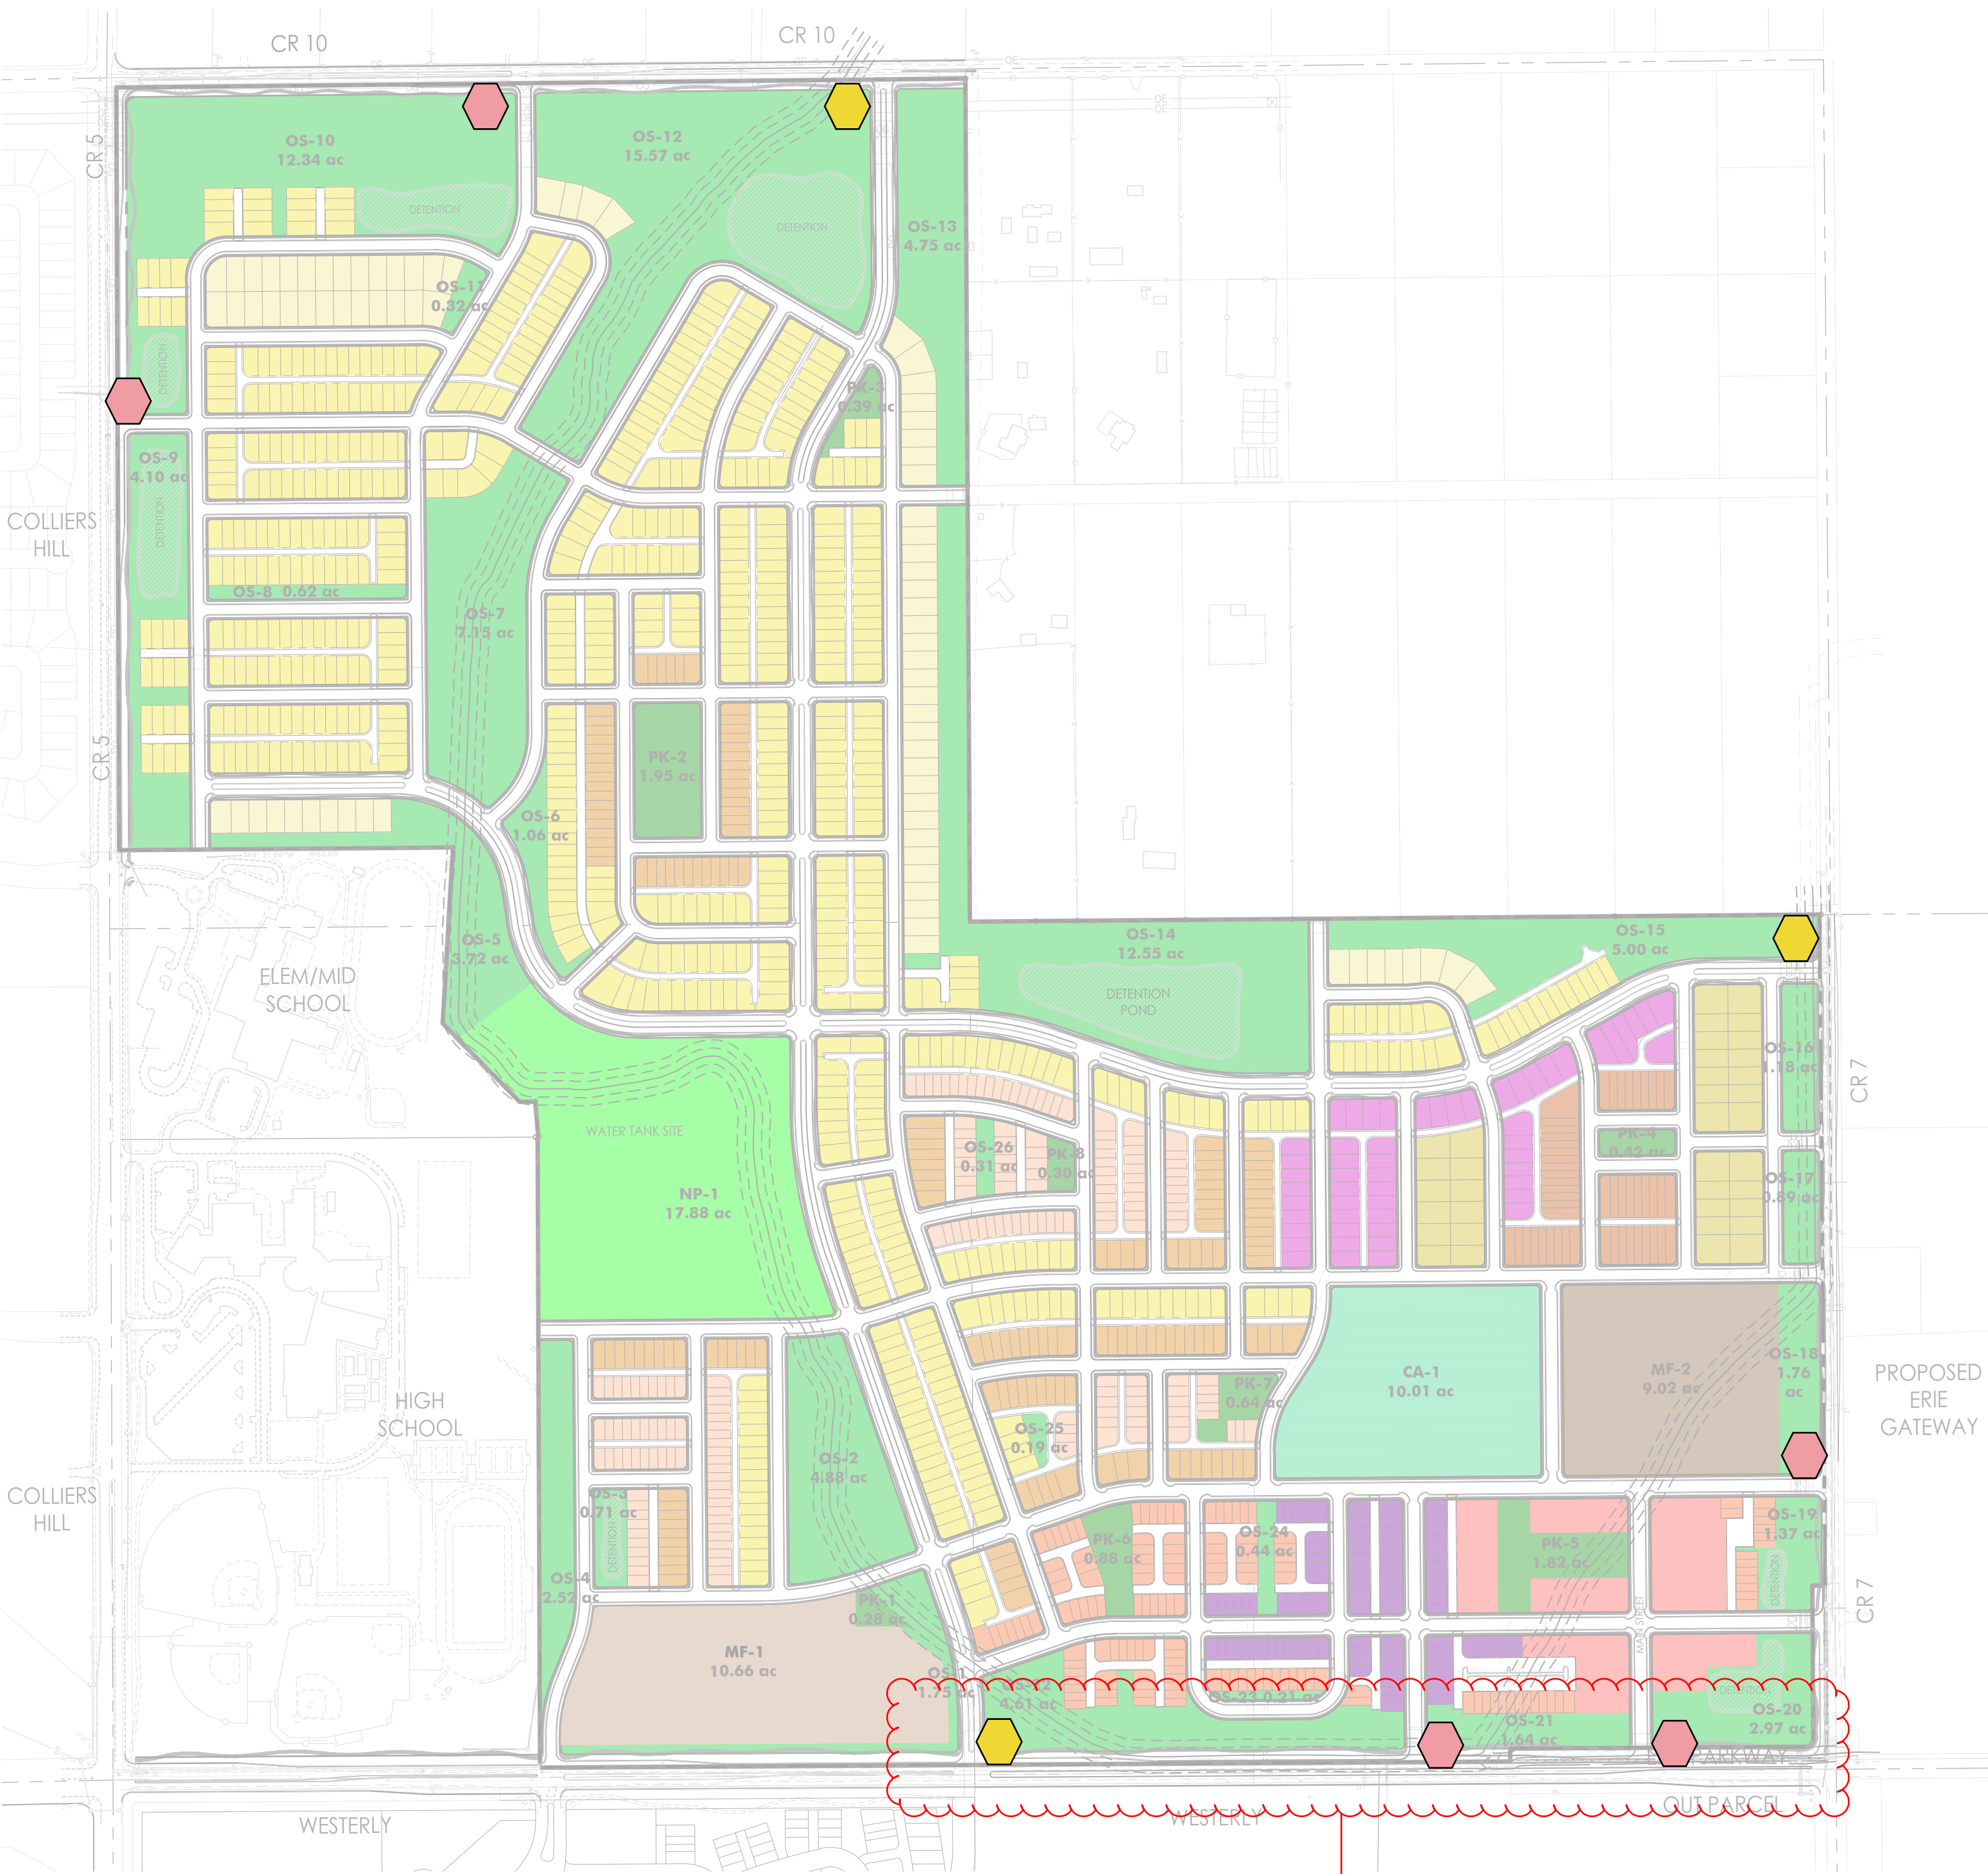 CR 10
CR 10
CR 5
OS-10
12.34 ac
OS-12
15.57 ac
DETENTION
DETENTION
OS-13
4.75 ac
OS-11
0.32 ac
DETENTION
PK-3
0.39 ac
OS-9
4.10 ac
DETENTION
COLLIERS
HILL
OS-8 0.62 ac
OS-7
7.15 ac
CR 5
PK-2
1.95 ac
OS-6
1.06 ac
OS-5
3.72 ac
OS-14
12.55 ac
OS-15
5.00 ac
ELEM/MID
SCHOOL
DETENTION
POND
OS-16
1.18 ac
CR 7
WATER TANK SITE
OS-26
0.31 ac
PK-8
0.30 ac
PK-4
0.42 ac
OS-17
0.89 ac
NP-1
17.88 ac
CA-1
10.01 ac
MF-2
9.02 ac
OS-18
1.76
ac
PROPOSED
ERIE
GATEWAY
HIGH
SCHOOL
PK-7
0.64 ac
OS-25
0.19 ac
OS-2
4.88 ac
COLLIERS
HILL
OS-3
0.71 ac
DETENTION
OS-24
0.44 ac
PK-6
0.88 ac
PK-5
1.82 ac
OS-19
1.37 ac
DETENTION
OS-4
2.52 ac
PK-1
0.28 ac
MAIN STREET
CR 7
MF-1
10.66 ac
OS-1
1.75 ac
4.61 ac
OS-23 0.21 ac
DETENTION
OS-20
2.97 ac
OS-21
1.64 ac
WESTERLY
WESTERLY
OUT PARCEL